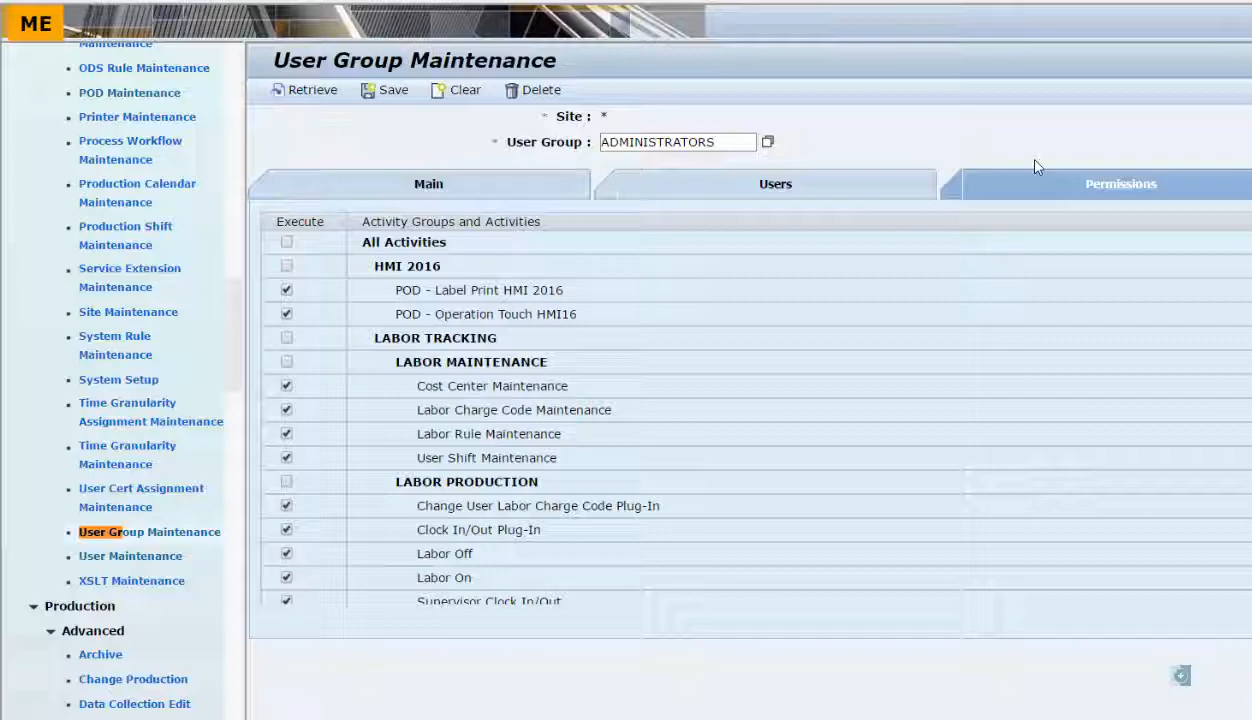 ME
Maintenance
ODS Rule Maintenance
POD Maintenance
Printer Maintenance
Process Workflow
Maintenance
Production Calendar
Maintenance
Production Shift
Maintenance
Service Extension
Maintenance
Site Maintenance
System Rule
Maintenance
System Setup
Time Granularity
Assignment Maintenance
Time Granularity
Maintenance
User Cert Assignment
Maintenance
User Group Maintenance
User Maintenance
XSLT Maintenance
Production
Advanced
Archive
Change Production
Data Collection Edit
User Group Maintenance
Retrieve Save Clear Delete
* Site : *
* User Group : ADMINISTRATORS
Main Users Permissions
Execute Activity Groups and Activities
All Activities
HMI 2016
POD - Label Print HMI 2016
POD - Operation Touch HMI16
LABOR TRACKING
LABOR MAINTENANCE
Cost Center Maintenance
Labor Charge Code Maintenance
Labor Rule Maintenance
User Shift Maintenance
LABOR PRODUCTION
Change User Labor Charge Code Plug-In
Clock In/Out Plug-In
Labor Off
Labor On
Supervisor Clock In/Out